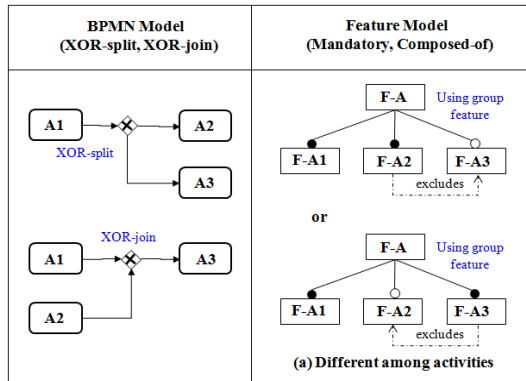 BPMN Model
(XOR-split, XOR-join)
Feature Model
(Mandatory, Composed-of)
A1
A2
XOR-split
A3
XOR-join
A1
A3
A2
F-A
Using group
feature
F-A1
F-A2
F-A3
excludes
or
F-A
Using group
feature
F-A1
F-A2
F-A3
excludes
(a) Different among activities